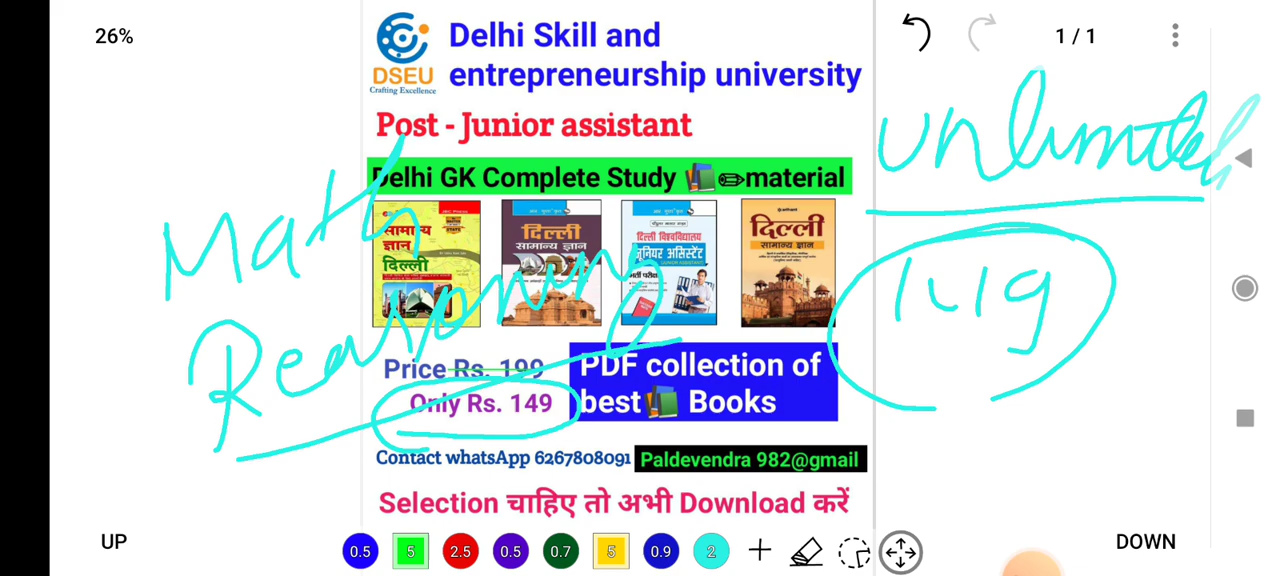 26%
1 / 1
DSEU
Crafting Excellence
Delhi Skill and
entrepreneurship university
Post - Junior assistant
unlimited
Delhi GK Complete Study 📚✏material
Math
Reasoning
सामान्य
ज्ञान
दिल्ली
दिल्ली
सामान्य ज्ञान
दिल्ली विश्वविद्यालय
जूनियर असिस्टेंट
भर्ती परीक्षा
दिल्ली
सामान्य ज्ञान
Price Rs. 199
Only Rs. 149
PDF collection of
best📚 Books
Contact whatsApp 6267808091
Paldevendra 982@gmail
Selection चाहिए तो अभी Download करें
UP
DOWN
0.5
5
2.5
0.5
0.7
5
0.9
2